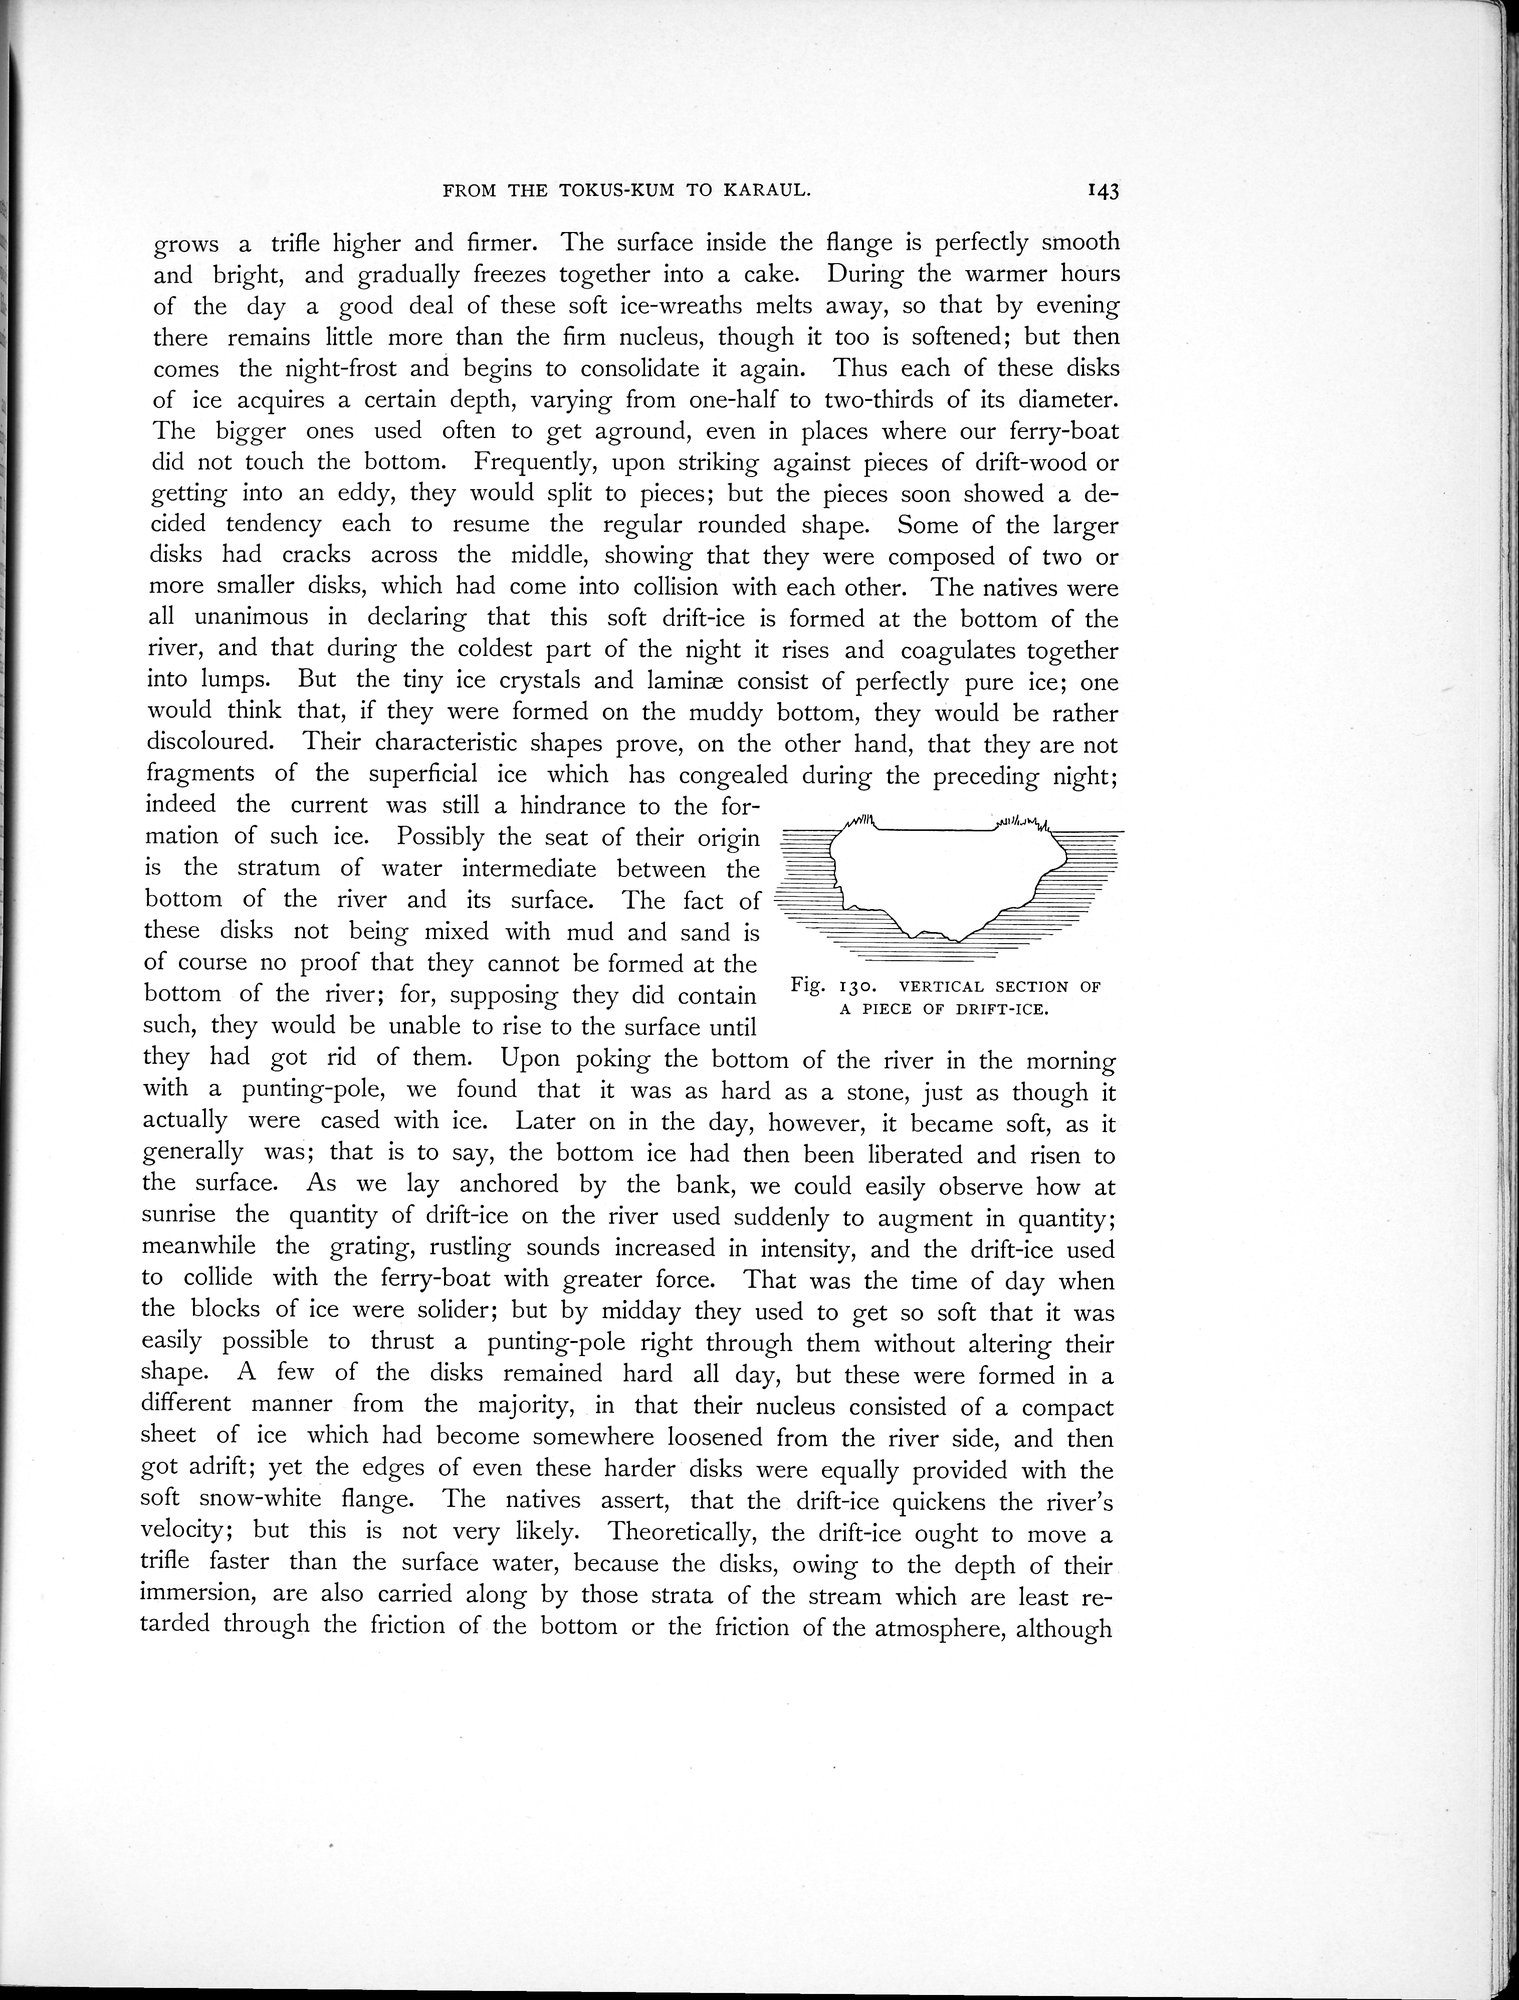 FROM THE TOKUS-KUM TO KARAUL. 143
grows a trifle higher and firmer. The surface inside the flange is perfectly smooth
and bright, and gradually freezes together into a cake. During the warmer hours
of the day a good deal of these soft ice-wreaths melts away, so that by evening
there remains little more than the firm nucleus, though it too is softened; but then
comes the night-frost and begins to consolidate it again. Thus each of these disks
of ice acquires a certain depth, varying from one-half to two-thirds of its diameter.
The bigger ones used often to get aground, even in places where our ferry-boat
did not touch the bottom. Frequently, upon striking against pieces of drift-wood or
getting into an eddy, they would split to pieces; but the pieces soon showed a de-
cided tendency each to resume the regular rounded shape. Some of the larger
disks had cracks across the middle, showing that they were composed of two or
more smaller disks, which had come into collision with each other. The natives were
all unanimous in declaring that this soft drift-ice is formed at the bottom of the
river, and that during the coldest part of the night it rises and coagulates together
into lumps. But the tiny ice crystals and laminæ consist of perfectly pure ice; one
would think that, if they were formed on the muddy bottom, they would be rather
discoloured. Their characteristic shapes prove, on the other hand, that they are not
fragments of the superficial ice which has congealed during the preceding night;
indeed the current was still a hindrance to the for-
mation of such ice. Possibly the seat of their origin
is the stratum of water intermediate between the
bottom of the river and its surface. The fact of
these disks not being mixed with mud and sand is
of course no proof that they cannot be formed at the
bottom of the river; for, supposing they did contain
such, they would be unable to rise to the surface until
Fig. 130. VERTICAL SECTION OF
A PIECE OF DRIFT-ICE.
they had got rid of them. Upon poking the bottom of the river in the morning
with a punting-pole, we found that it was as hard as a stone, just as though it
actually were cased with ice. Later on in the day, however, it became soft, as it
generally was; that is to say, the bottom ice had then been liberated and risen to
the surface. As we lay anchored by the bank, we could easily observe how at
sunrise the quantity of drift-ice on the river used suddenly to augment in quantity;
meanwhile the grating, rustling sounds increased in intensity, and the drift-ice used
to collide with the ferry-boat with greater force. That was the time of day when
the blocks of ice were solider; but by midday they used to get so soft that it was
easily possible to thrust a punting-pole right through them without altering their
shape. A few of the disks remained hard all day, but these were formed in a
different manner from the majority, in that their nucleus consisted of a compact
sheet of ice which had become somewhere loosened from the river side, and then
got adrift; yet the edges of even these harder disks were equally provided with the
soft snow-white flange. The natives assert, that the drift-ice quickens the river's
velocity; but this is not very likely. Theoretically, the drift-ice ought to move a
trifle faster than the surface water, because the disks, owing to the depth of their
immersion, are also carried along by those strata of the stream which are least re-
tarded through the friction of the bottom or the friction of the atmosphere, although